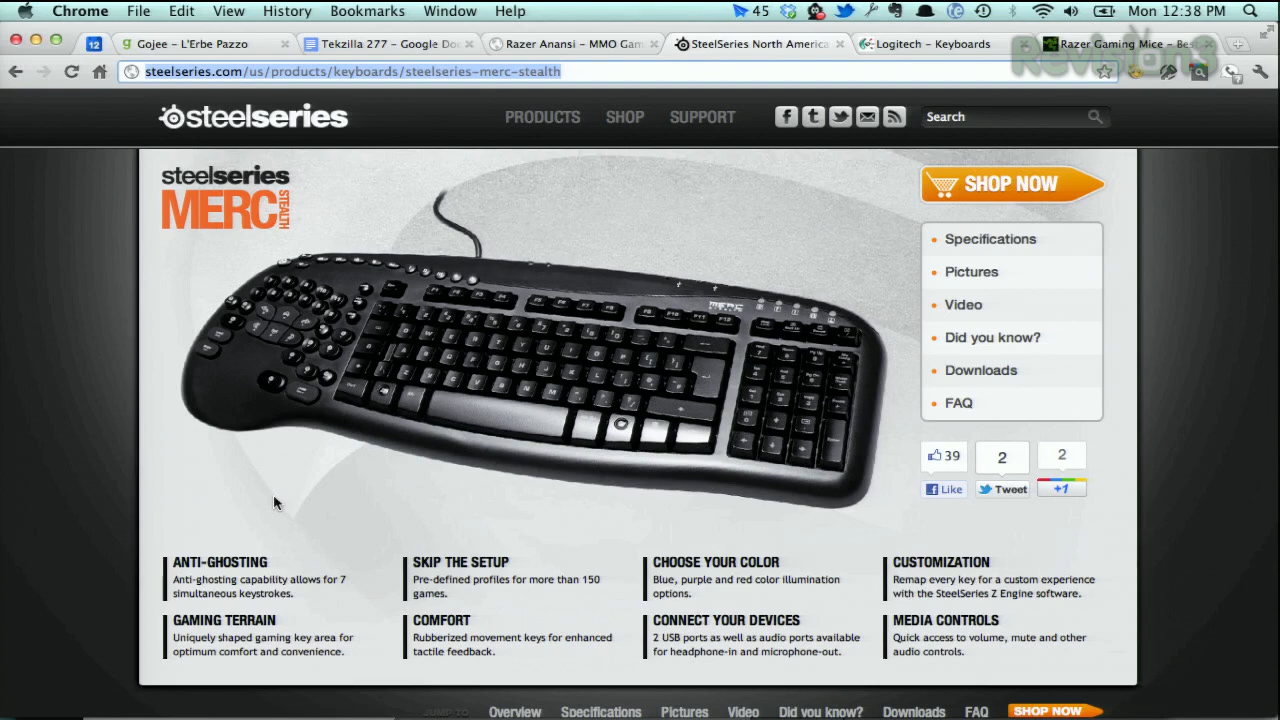 Chrome File Edit View History Bookmarks Window Help 45 Mon 12:38 PM
12 Gojee - L'Erbe Pazzo Tekzilla 277 - Google Do Razer Anansi - MMO Gam SteelSeries North America Logitech – Keyboards Razer Gaming Mice - Best
Revision3
steelseries.com/us/products/keyboards/steelseries-merc-stealth
steelseries PRODUCTS SHOP SUPPORT Search
steelseries
MERC STEALTH
SHOP NOW
Specifications
Pictures
Video
Did you know?
Downloads
FAQ
39 2 2
Like Tweet +1
ANTI-GHOSTING
Anti-ghosting capability allows for 7
simultaneous keystrokes.
SKIP THE SETUP
Pre-defined profiles for more than 150
games.
CHOOSE YOUR COLOR
Blue, purple and red color illumination
options.
CUSTOMIZATION
Remap every key for a custom experience
with the SteelSeries Z Engine software.
GAMING TERRAIN
Uniquely shaped gaming key area for
optimum comfort and convenience.
COMFORT
Rubberized movement keys for enhanced
tactile feedback.
CONNECT YOUR DEVICES
2 USB ports as well as audio ports available
for headphone-in and microphone-out.
MEDIA CONTROLS
Quick access to volume, mute and other
audio controls.
JUMP TO Overview Specifications Pictures Video Did you know? Downloads FAQ SHOP NOW